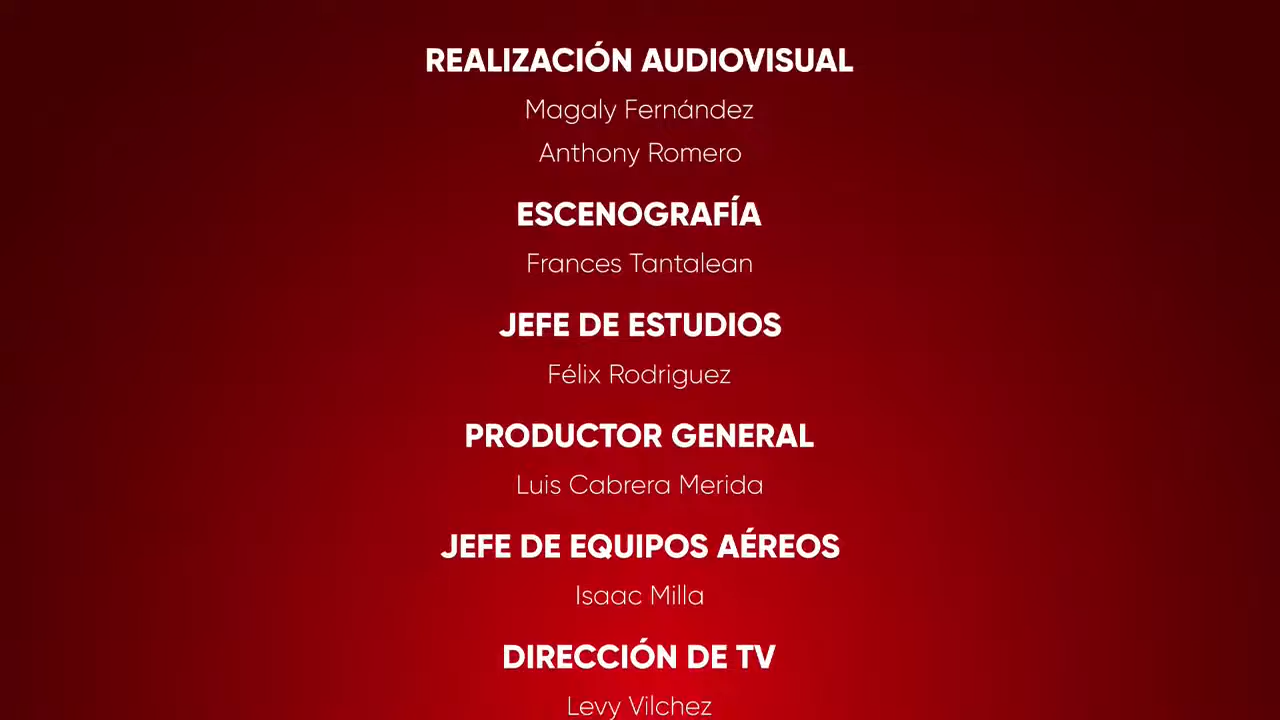 REALIZACIÓN AUDIOVISUAL
Magaly Fernández
Anthony Romero
ESCENOGRAFÍA
Frances Tantalean
JEFE DE ESTUDIOS
Félix Rodriguez
PRODUCTOR GENERAL
Luis Cabrera Merida
JEFE DE EQUIPOS AÉREOS
Isaac Milla
DIRECCIÓN DE TV
Levy Vilchez